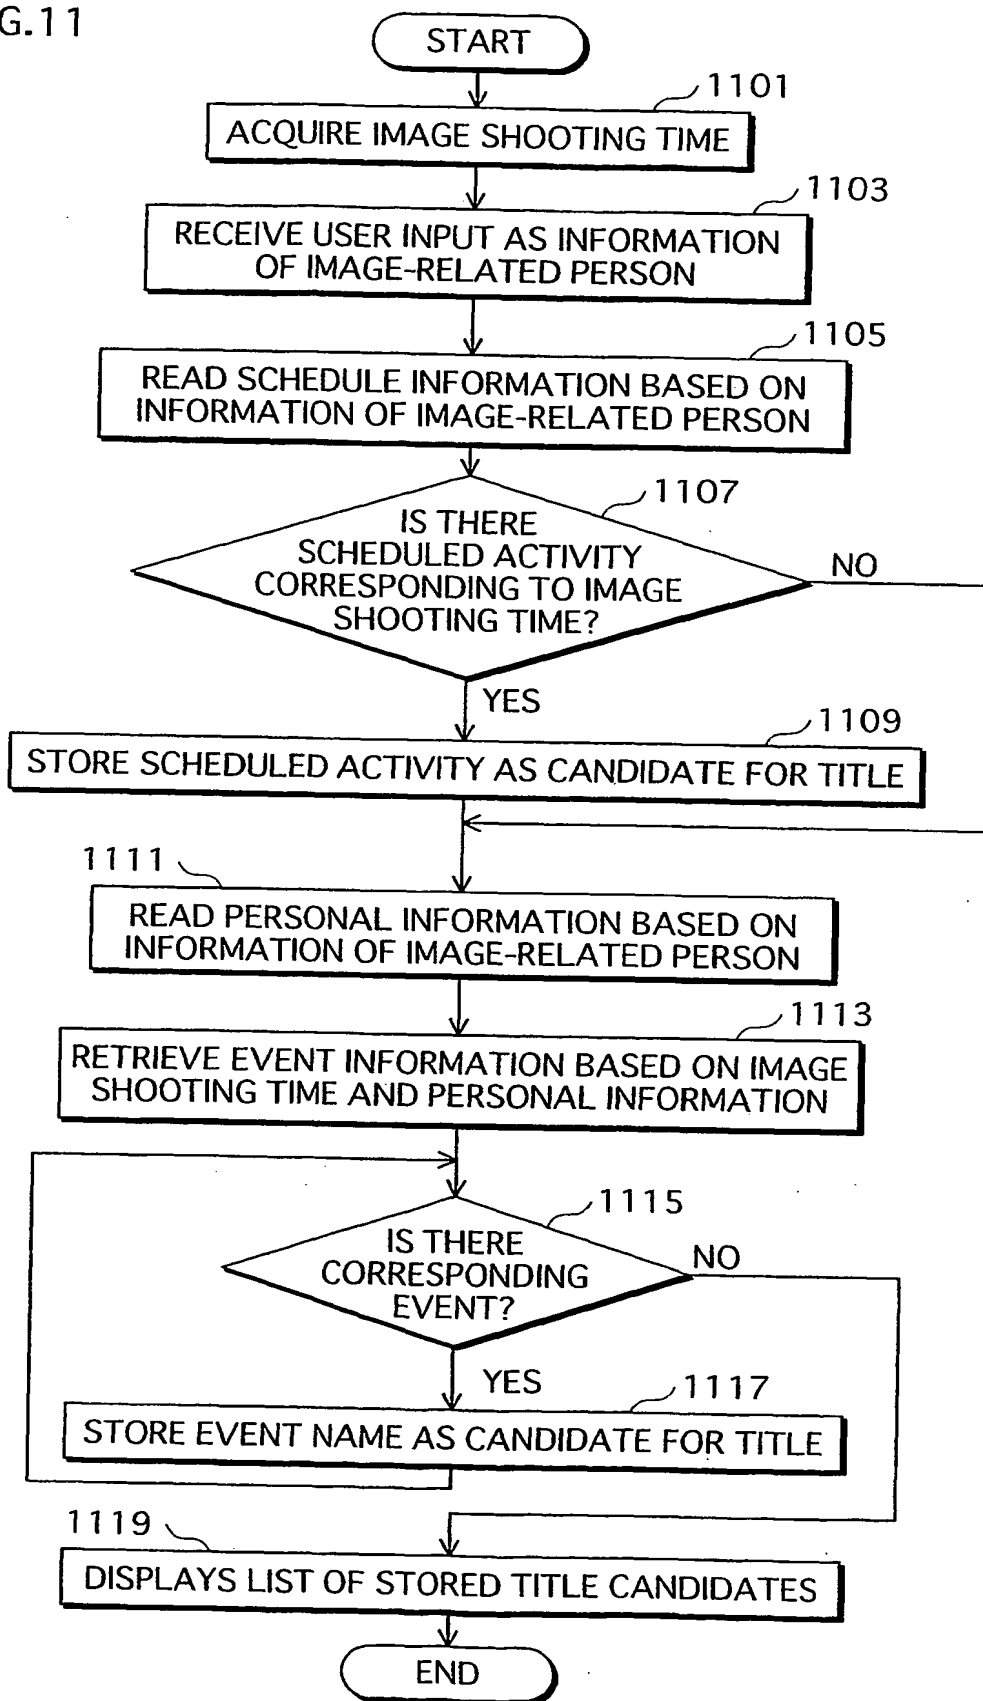 G.11
START
1101
ACQUIRE IMAGE SHOOTING TIME
1103
RECEIVE USER INPUT AS INFORMATION
OF IMAGE-RELATED PERSON
1105
READ SCHEDULE INFORMATION BASED ON
INFORMATION OF IMAGE-RELATED PERSON
1107
IS THERE
SCHEDULED ACTIVITY
CORRESPONDING TO IMAGE
SHOOTING TIME?
NO
YES
1109
STORE SCHEDULED ACTIVITY AS CANDIDATE FOR TITLE
1111
READ PERSONAL INFORMATION BASED ON
INFORMATION OF IMAGE-RELATED PERSON
1113
RETRIEVE EVENT INFORMATION BASED ON IMAGE
SHOOTING TIME AND PERSONAL INFORMATION
1115
IS THERE
CORRESPONDING
EVENT?
NO
YES
1117
STORE EVENT NAME AS CANDIDATE FOR TITLE
1119
DISPLAYS LIST OF STORED TITLE CANDIDATES
END